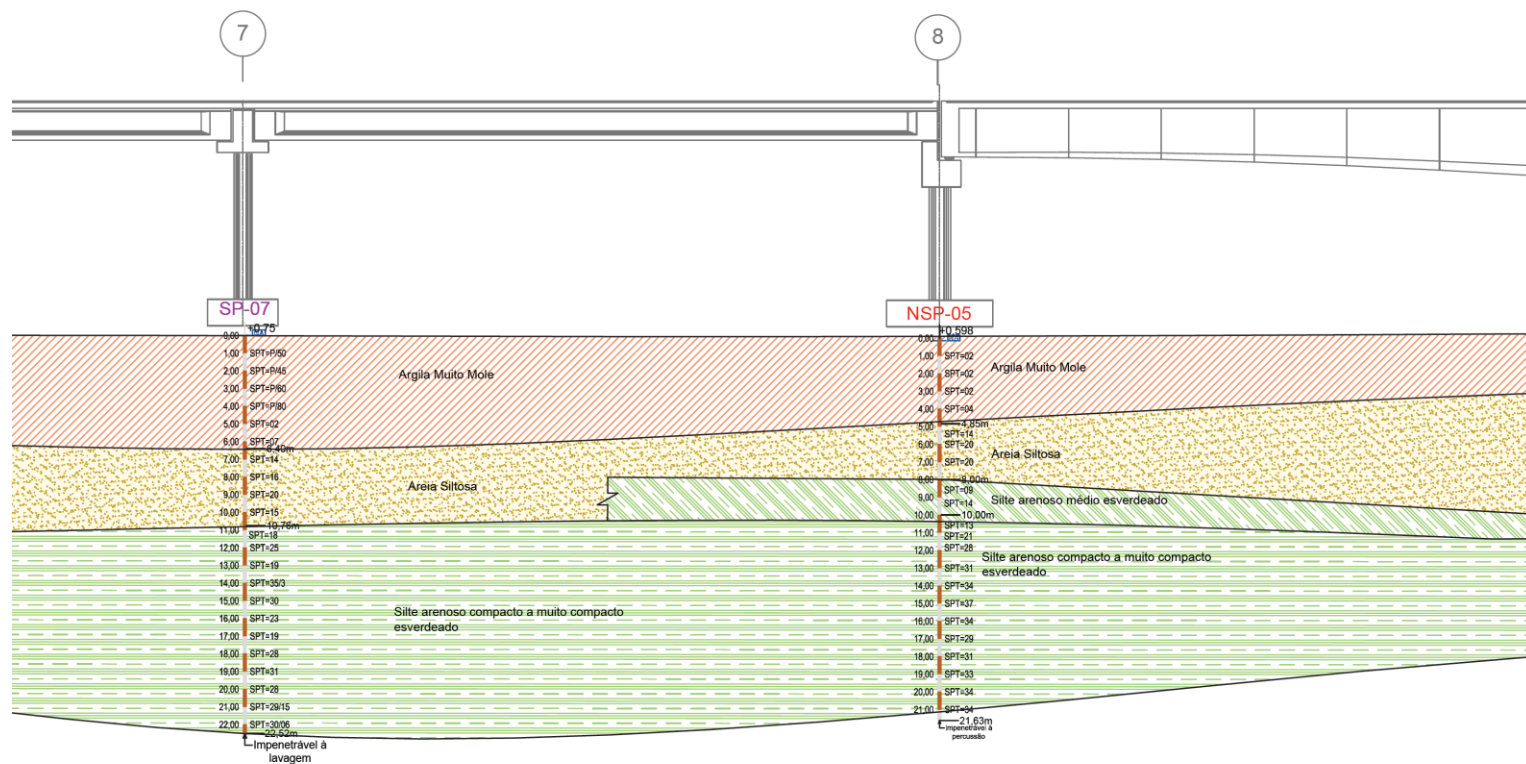 7
8
SP-07
NSP-05
+0,75
+0,598
0,00
1,00 SPT=P/50
2,00 SPT=P/45
3,00 SPT=P/60
4,00 SPT=P/80
5,00 SPT=02
6,00 SPT=07
6,40m
7,00 SPT=14
8,00 SPT=16
9,00 SPT=20
10,00 SPT=15
10,76m
11,00 SPT=18
12,00 SPT=25
13,00 SPT=19
14,00 SPT=35/3
15,00 SPT=30
16,00 SPT=23
17,00 SPT=19
18,00 SPT=28
19,00 SPT=31
20,00 SPT=28
21,00 SPT=29/15
22,00 SPT=30/06
22,52m
Impenetrável à
lavagem
Argila Muito Mole
Areia Siltosa
Silte arenoso compacto a muito compacto
esverdeado
0,00
1,00 SPT=02
2,00 SPT=02
3,00 SPT=02
4,00 SPT=04
4,85m
5,00 SPT=14
6,00 SPT=20
7,00 SPT=20
8,00 8,00m
SPT=09
9,00 SPT=14
10,00 10,00m
SPT=13
11,00 SPT=21
12,00 SPT=28
13,00 SPT=31
14,00 SPT=34
15,00 SPT=37
16,00 SPT=34
17,00 SPT=29
18,00 SPT=31
19,00 SPT=33
20,00 SPT=34
21,00 SPT=34
21,63m
Impenetrável à
percussão
Argila Muito Mole
Areia Siltosa
Silte arenoso médio esverdeado
Silte arenoso compacto a muito compacto
esverdeado